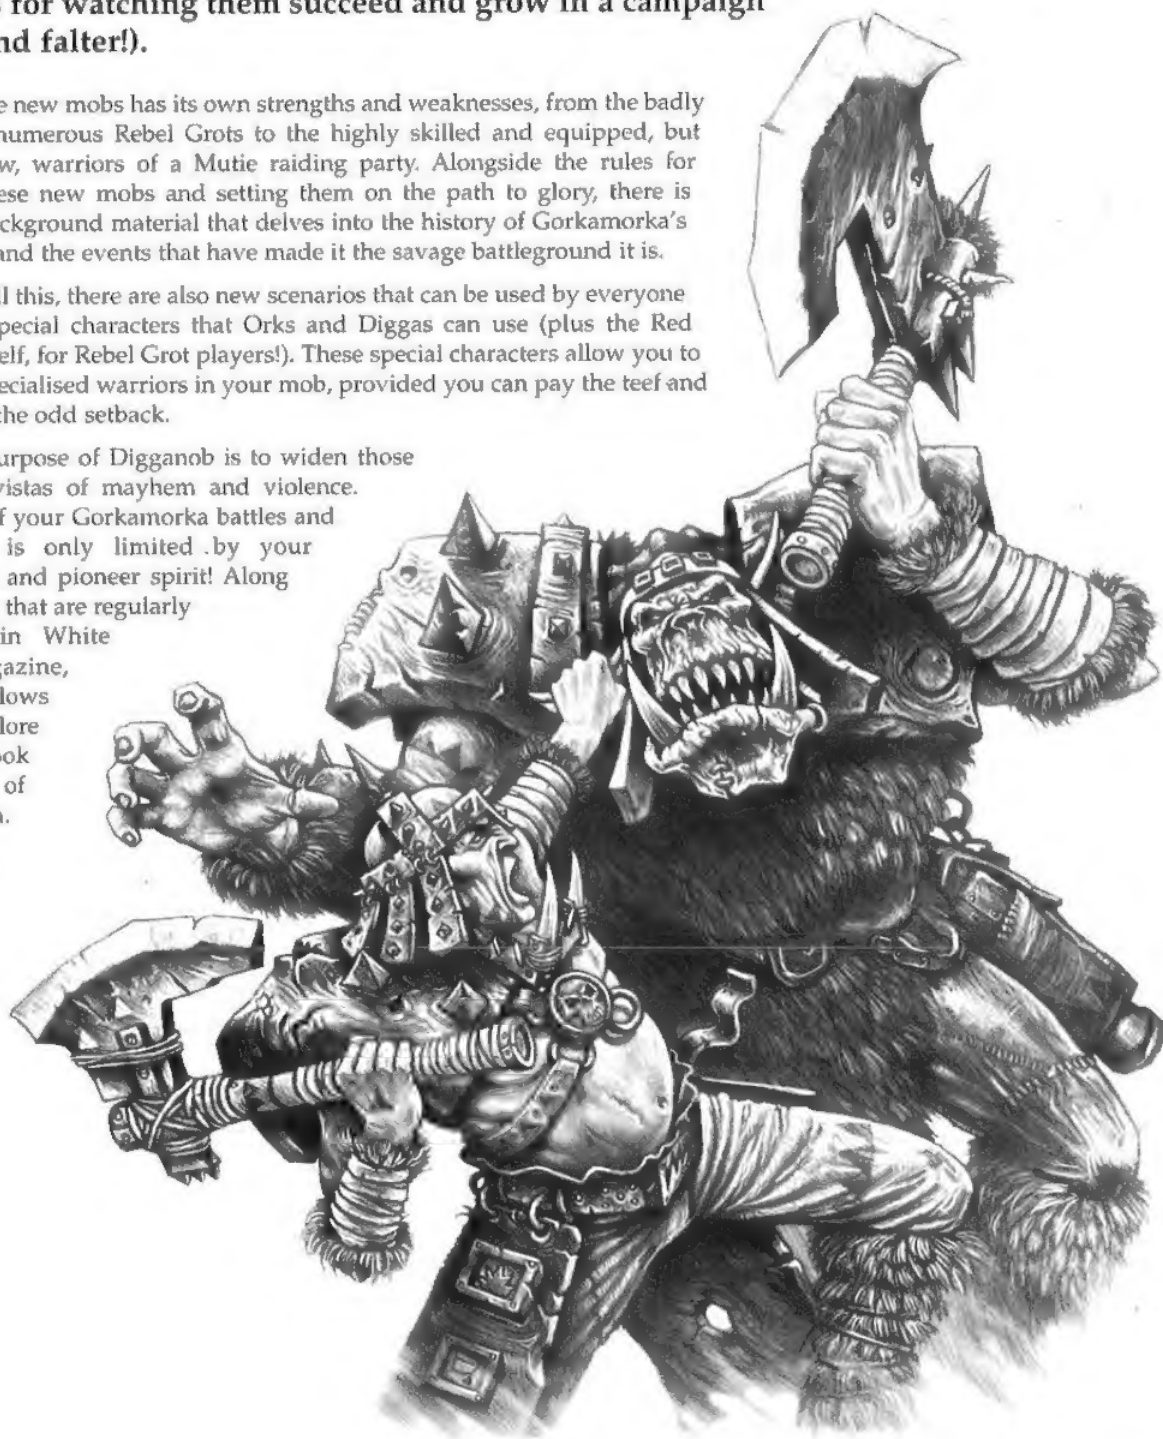 for watching them succeed and grow in a campaign
nd falter!).
e new mobs has its own strengths and weaknesses, from the badly
numerous Rebel Grots to the highly skilled and equipped, but
w, warriors of a Mutie raiding party. Alongside the rules for
ese new mobs and setting them on the path to glory, there is
ckground material that delves into the history of Gorkamorka's
and the events that have made it the savage battleground it is.
ll this, there are also new scenarios that can be used by everyone
pecial characters that Orks and Diggas can use (plus the Red
elf, for Rebel Grot players!). These special characters allow you to
ecialised warriors in your mob, provided you can pay the teef and
the odd setback.
urpose of Digganob is to widen those
vistas of mayhem and violence.
f your Gorkamorka battles and
is only limited .by your
and pioneer spirit! Along
that are regularly
in White
gazine,
lows
lore
ook
of